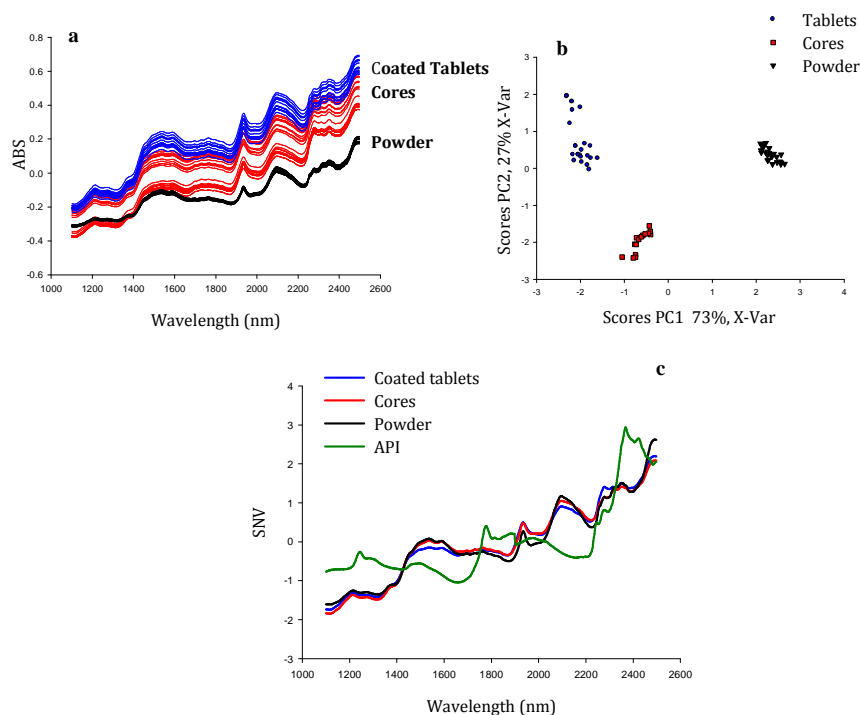 a
Coated Tablets
Cores
Powder
ABS
0.8
0.6
0.4
0.2
0.0
-0.2
-0.4
-0.6
1000 1200 1400 1600 1800 2000 2200 2400 2600
Wavelength (nm)
b
Tablets
Cores
Powder
Scores PC2, 27% X-Var
3
2
1
0
-1
-2
-3
-3 -2 -1 0 1 2 3 4
Scores PC1 73%, X-Var
c
Coated tablets
Cores
Powder
API
SNV
4
3
2
1
0
-1
-2
-3
1000 1200 1400 1600 1800 2000 2200 2400 2600
Wavelength (nm)